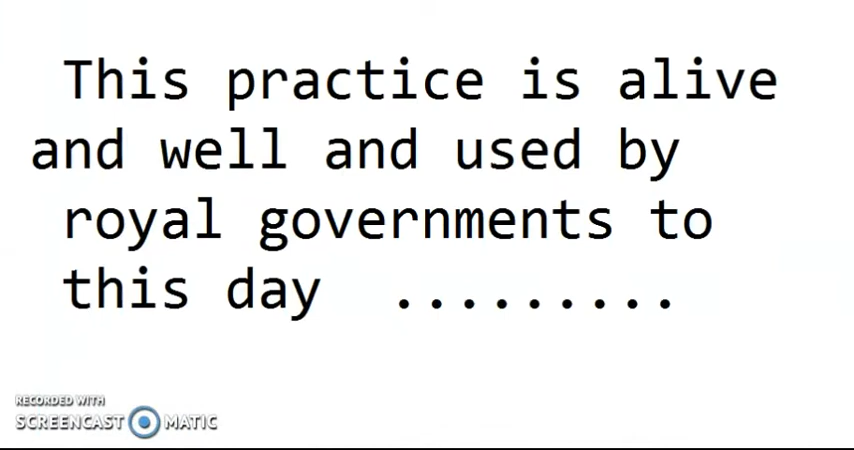 This practice is alive
and well and used by
royal governments to
this day .........
RECORDED WITH
SCREENCAST MATIC